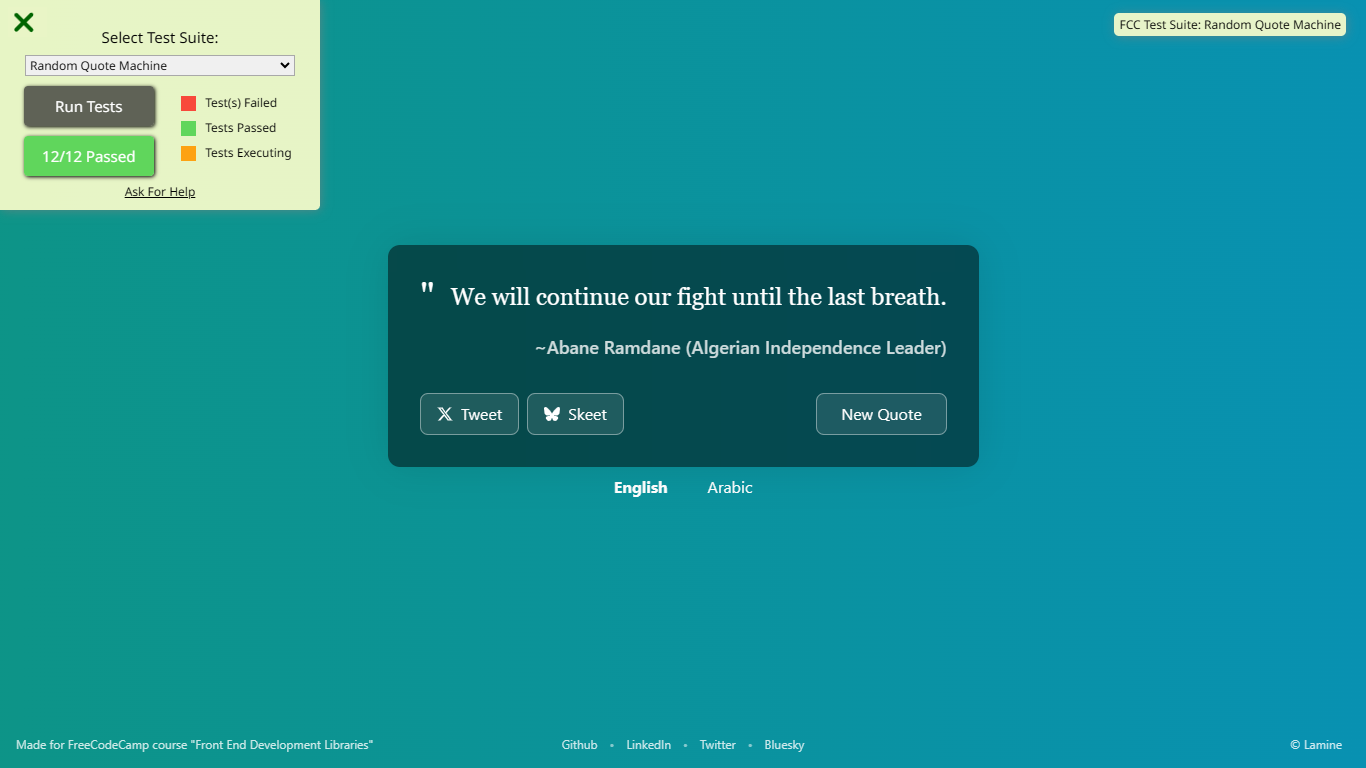 Select Test Suite:
Random Quote Machine
Run Tests
12/12 Passed
Test(s) Failed
Tests Passed
Tests Executing
Ask For Help
FCC Test Suite: Random Quote Machine
" We will continue our fight until the last breath.
~Abane Ramdane (Algerian Independence Leader)
Tweet
Skeet
New Quote
English
Arabic
Made for FreeCodeCamp course "Front End Development Libraries"
Github • LinkedIn • Twitter • Bluesky
© Lamine